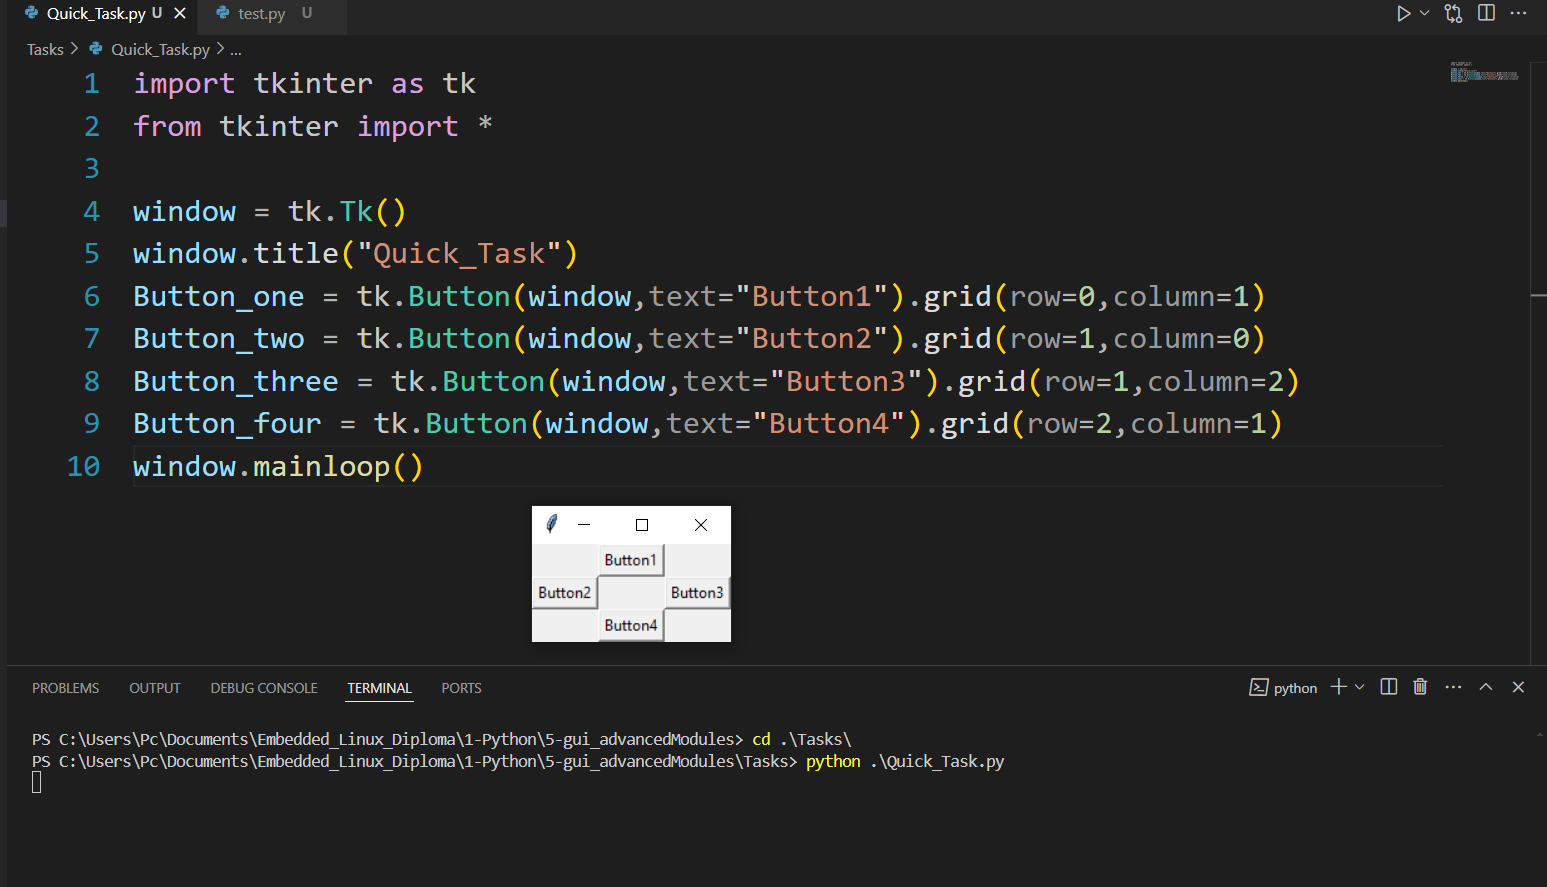 Quick_Task.py U
test.py U
Tasks > Quick_Task.py > ...
1 import tkinter as tk
2 from tkinter import *
3
4 window = tk.Tk()
5 window.title("Quick_Task")
6 Button_one = tk.Button(window,text="Button1").grid(row=0,column=1)
7 Button_two = tk.Button(window,text="Button2").grid(row=1,column=0)
8 Button_three = tk.Button(window,text="Button3").grid(row=1,column=2)
9 Button_four = tk.Button(window,text="Button4").grid(row=2,column=1)
10 window.mainloop()
Button1
Button2 Button3
Button4
PROBLEMS OUTPUT DEBUG CONSOLE TERMINAL PORTS python
PS C:\Users\Pc\Documents\Embedded_Linux_Diploma\1-Python\5-gui_advancedModules> cd .\Tasks\
PS C:\Users\Pc\Documents\Embedded_Linux_Diploma\1-Python\5-gui_advancedModules\Tasks> python .\Quick_Task.py